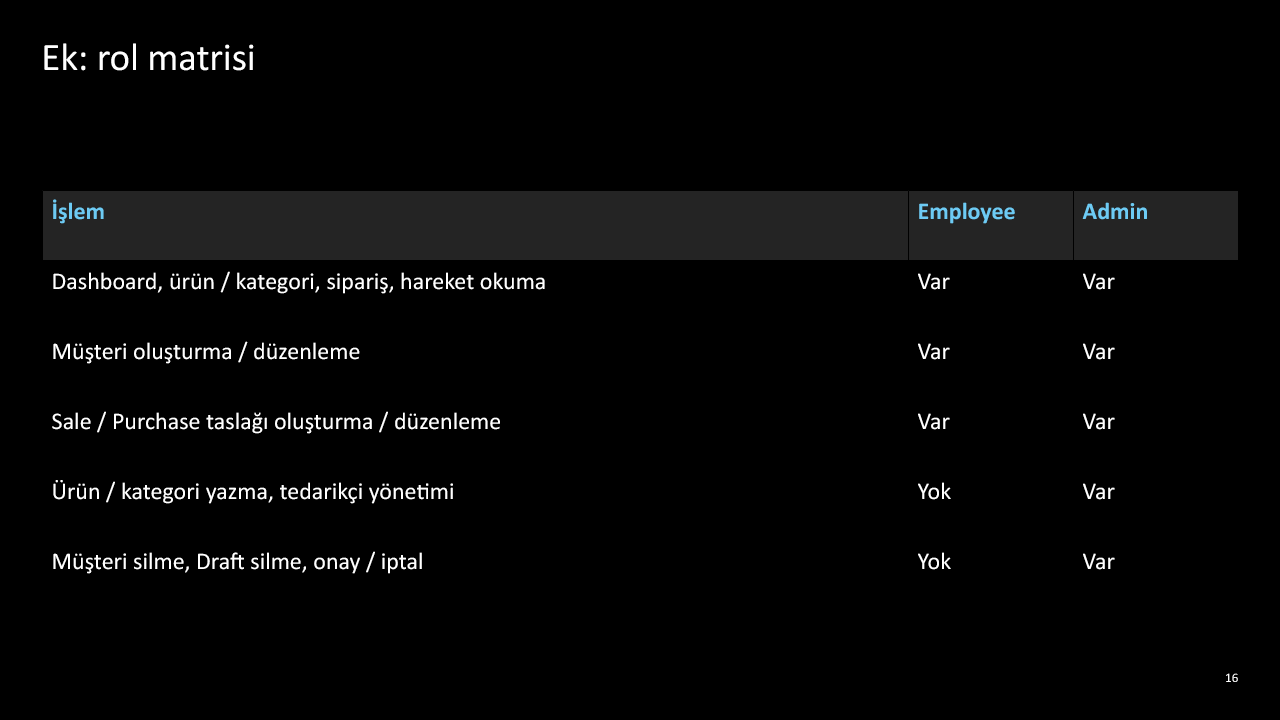 Ek: rol matrisi
İşlem Employee Admin
Dashboard, ürün / kategori, sipariş, hareket okuma Var Var
Müşteri oluşturma / düzenleme Var Var
Sale / Purchase taslağı oluşturma / düzenleme Var Var
Ürün / kategori yazma, tedarikçi yönetimi Yok Var
Müşteri silme, Draft silme, onay / iptal Yok Var
16